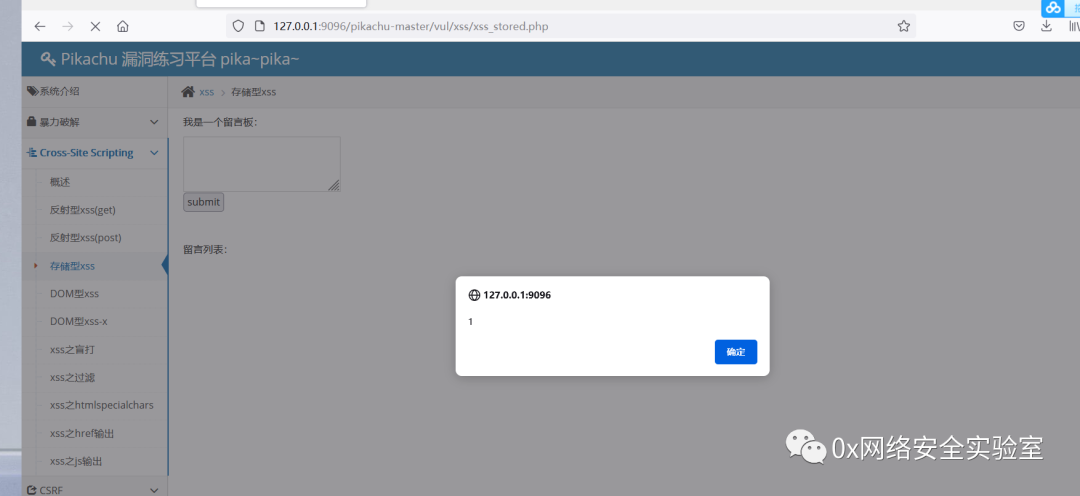 127.0.0.1:9096/pikachu-master/vul/xss/xss_stored.php
Pikachu 漏洞练习平台 pika~pika~
系统介绍
xss > 存储型xss
暴力破解
我是一个留言板：
Cross-Site Scripting
概述
submit
反射型xss(get)
反射型xss(post)
留言列表：
存储型xss
DOM型xss
127.0.0.1:9096
DOM型xss-x
1
xss之盲打
确定
xss之过滤
xss之htmlspecialchars
xss之href输出
xss之js输出
CSRF
0x网络安全实验室